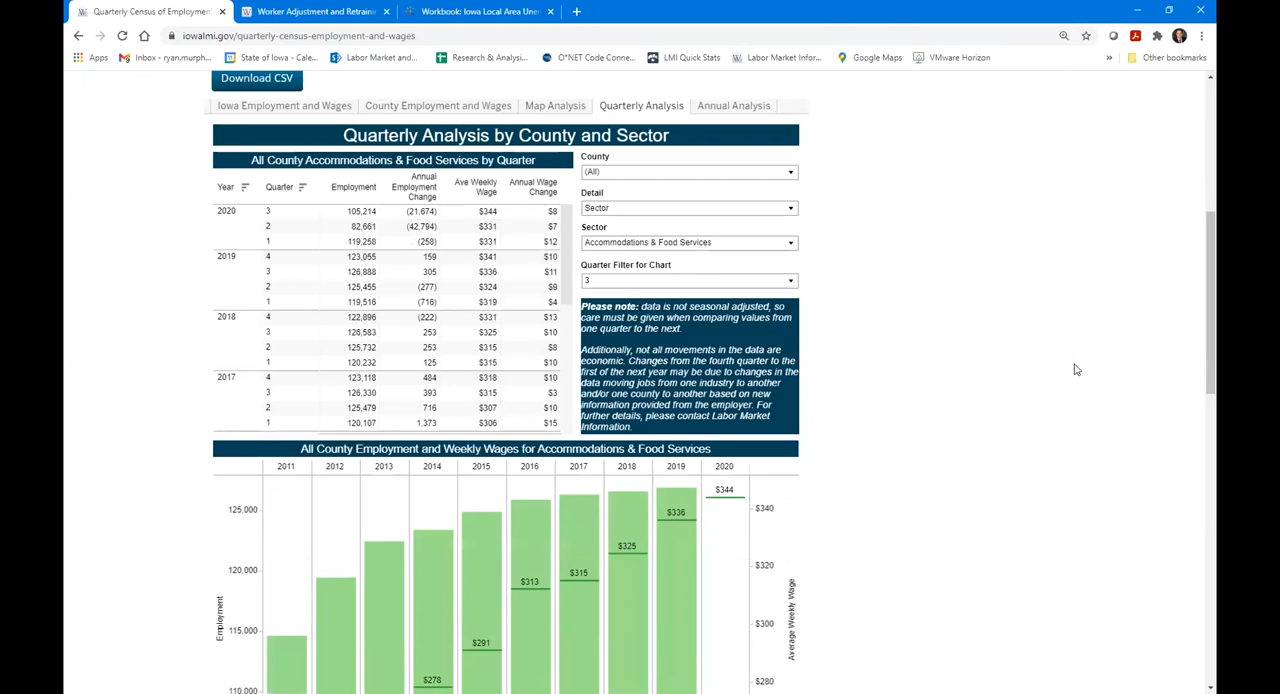 Quarterly Census of Employmen
Worker Adjustment and Retrainin
Workbook: Iowa Local Area Une
iowalmi.gov/quarterly-census-employment-and-wages
Apps
Inbox - ryan.murph...
State of Iowa - Cale...
Labor Market and...
Research & Analysi...
O*NET Code Conne...
LMI Quick Stats
Labor Market Infor...
Google Maps
VMware Horizon
»
Other bookmarks
Download CSV
Iowa Employment and Wages
County Employment and Wages
Map Analysis
Quarterly Analysis
Annual Analysis
Quarterly Analysis by County and Sector
All County Accommodations & Food Services by Quarter
Year Quarter Employment Annual Employment Change Ave Weekly Wage Annual Wage Change
2020 3 105,214 (21,674) $344 $8
2 82,661 (42,794) $331 $7
1 119,258 (258) $331 $12
2019 4 123,055 159 $341 $10
3 126,888 305 $336 $11
2 125,455 (277) $324 $9
1 119,516 (716) $319 $4
2018 4 122,896 (222) $331 $13
3 126,583 253 $325 $10
2 125,732 253 $315 $8
1 120,232 125 $315 $10
2017 4 123,118 484 $318 $10
3 126,330 393 $315 $3
2 125,479 716 $307 $10
1 120,107 1,373 $306 $15
County
(All)
Detail
Sector
Sector
Accommodations & Food Services
Quarter Filter for Chart
3
Please note: data is not seasonal adjusted, so
care must be given when comparing values from
one quarter to the next.
Additionally, not all movements in the data are
economic. Changes from the fourth quarter to the
first of the next year may be due to changes in the
data moving jobs from one industry to another
and/or one county to another based on new
information provided from the employer. For
further details, please contact Labor Market
Information.
All County Employment and Weekly Wages for Accommodations & Food Services
2011 2012 2013 2014 2015 2016 2017 2018 2019 2020
125,000
120,000
115,000
110,000
Employment
$278
$291
$313
$315
$325
$336
$344
$340
$320
$300
$280
Average Weekly Wage